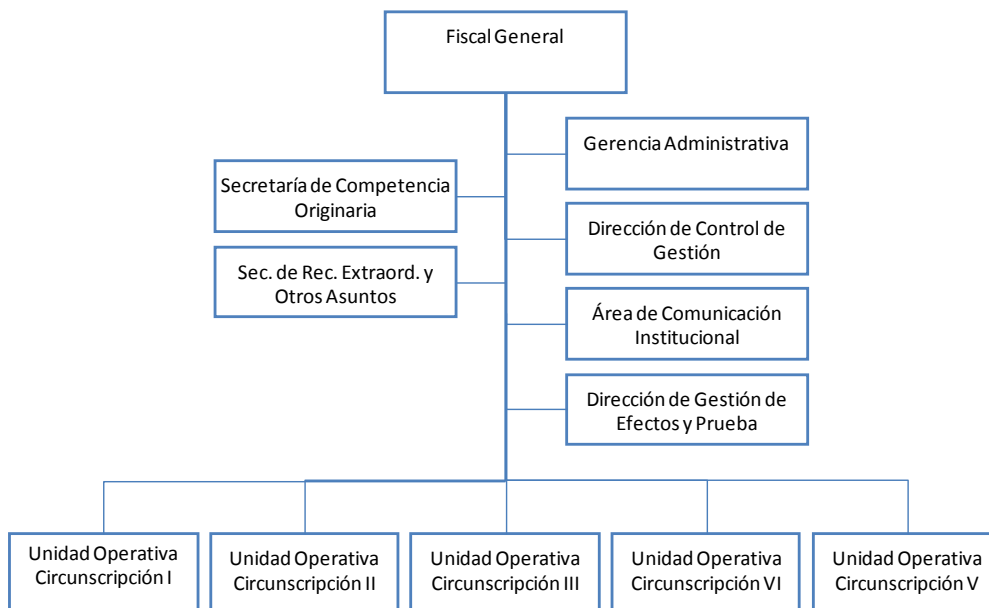 Fiscal General
Gerencia Administrativa
Secretaría de Competencia
Originaria
Dirección de Control de
Gestión
Sec. de Rec. Extraord. y
Otros Asuntos
Área de Comunicación
Institucional
Dirección de Gestión de
Efectos y Prueba
Unidad Operativa
Circunscripción I
Unidad Operativa
Circunscripción II
Unidad Operativa
Circunscripción III
Unidad Operativa
Circunscripción VI
Unidad Operativa
Circunscripción V